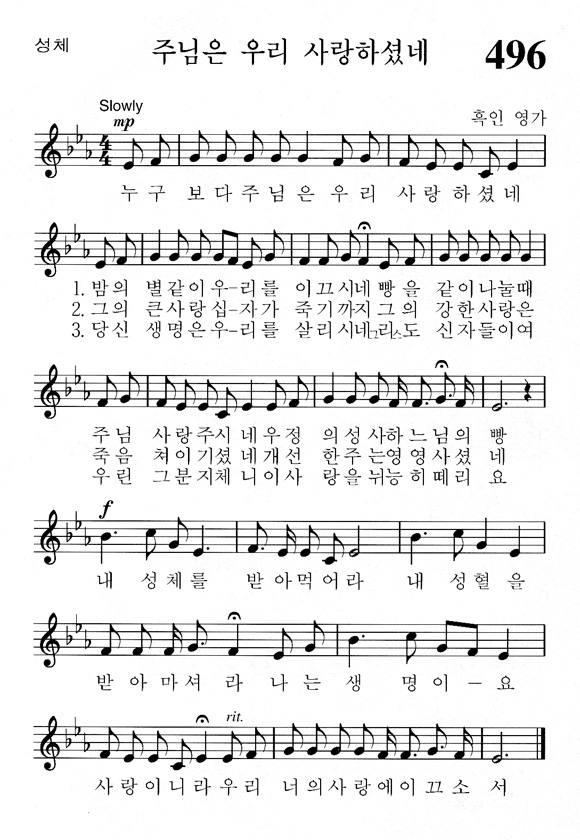 성체
주님은 우리 사랑하셨네 496
Slowly
mp
흑인 영가
누구 보다주님은 우리 사랑하셨네
1. 밤의 별같이우-리를 이끄시네 빵을 같이나눌때
2. 그의 큰사랑십-자가 죽기까지 그의 강한사랑은
3. 당신 생명은우-리를 살리시네 그리스도 신자들이여
주님 사랑주시네우정 의성사하느님의 빵
죽음 쳐이기셨네개선 한주는영영사셨네
우린 그분지체니이사 랑을뉘능히떼리요
f
내 성체를 받아먹어라 내 성혈을
받아마셔라 나는 생명이-요
rit.
사랑이니라우리 너의사랑에이끄소서